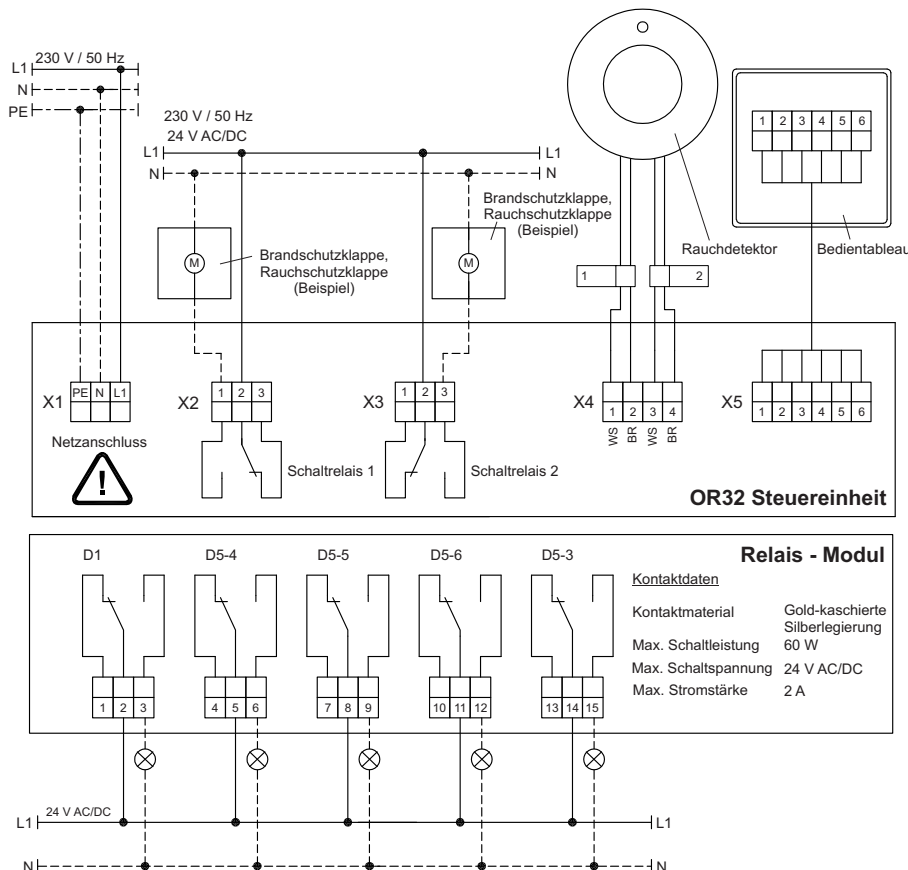 230 V / 50 Hz
L1
N
PE
230 V / 50 Hz
24 V AC/DC
L1 L1
N N
M
Brandschutzklappe,
Rauchschutzklappe
(Beispiel)
Brandschutzklappe,
Rauchschutzklappe
(Beispiel)
M
1 2
Rauchdetektor
1 2 3 4 5 6
Bedientableau
X1 PE N L1
Netzanschluss
!
X2 1 2 3
Schaltrelais 1
X3 1 2 3
Schaltrelais 2
X4 1 2 3 4
WS BR WS BR
X5 1 2 3 4 5 6
OR32 Steuereinheit
Relais - Modul
D1 D5-4 D5-5 D5-6 D5-3
Kontaktdaten
Kontaktmaterial Gold-kaschierte
Silberlegierung
Max. Schaltleistung 60 W
Max. Schaltspannung 24 V AC/DC
Max. Stromstärke 2 A
1 2 3 4 5 6 7 8 9 10 11 12 13 14 15
24 V AC/DC
L1 L1
N N